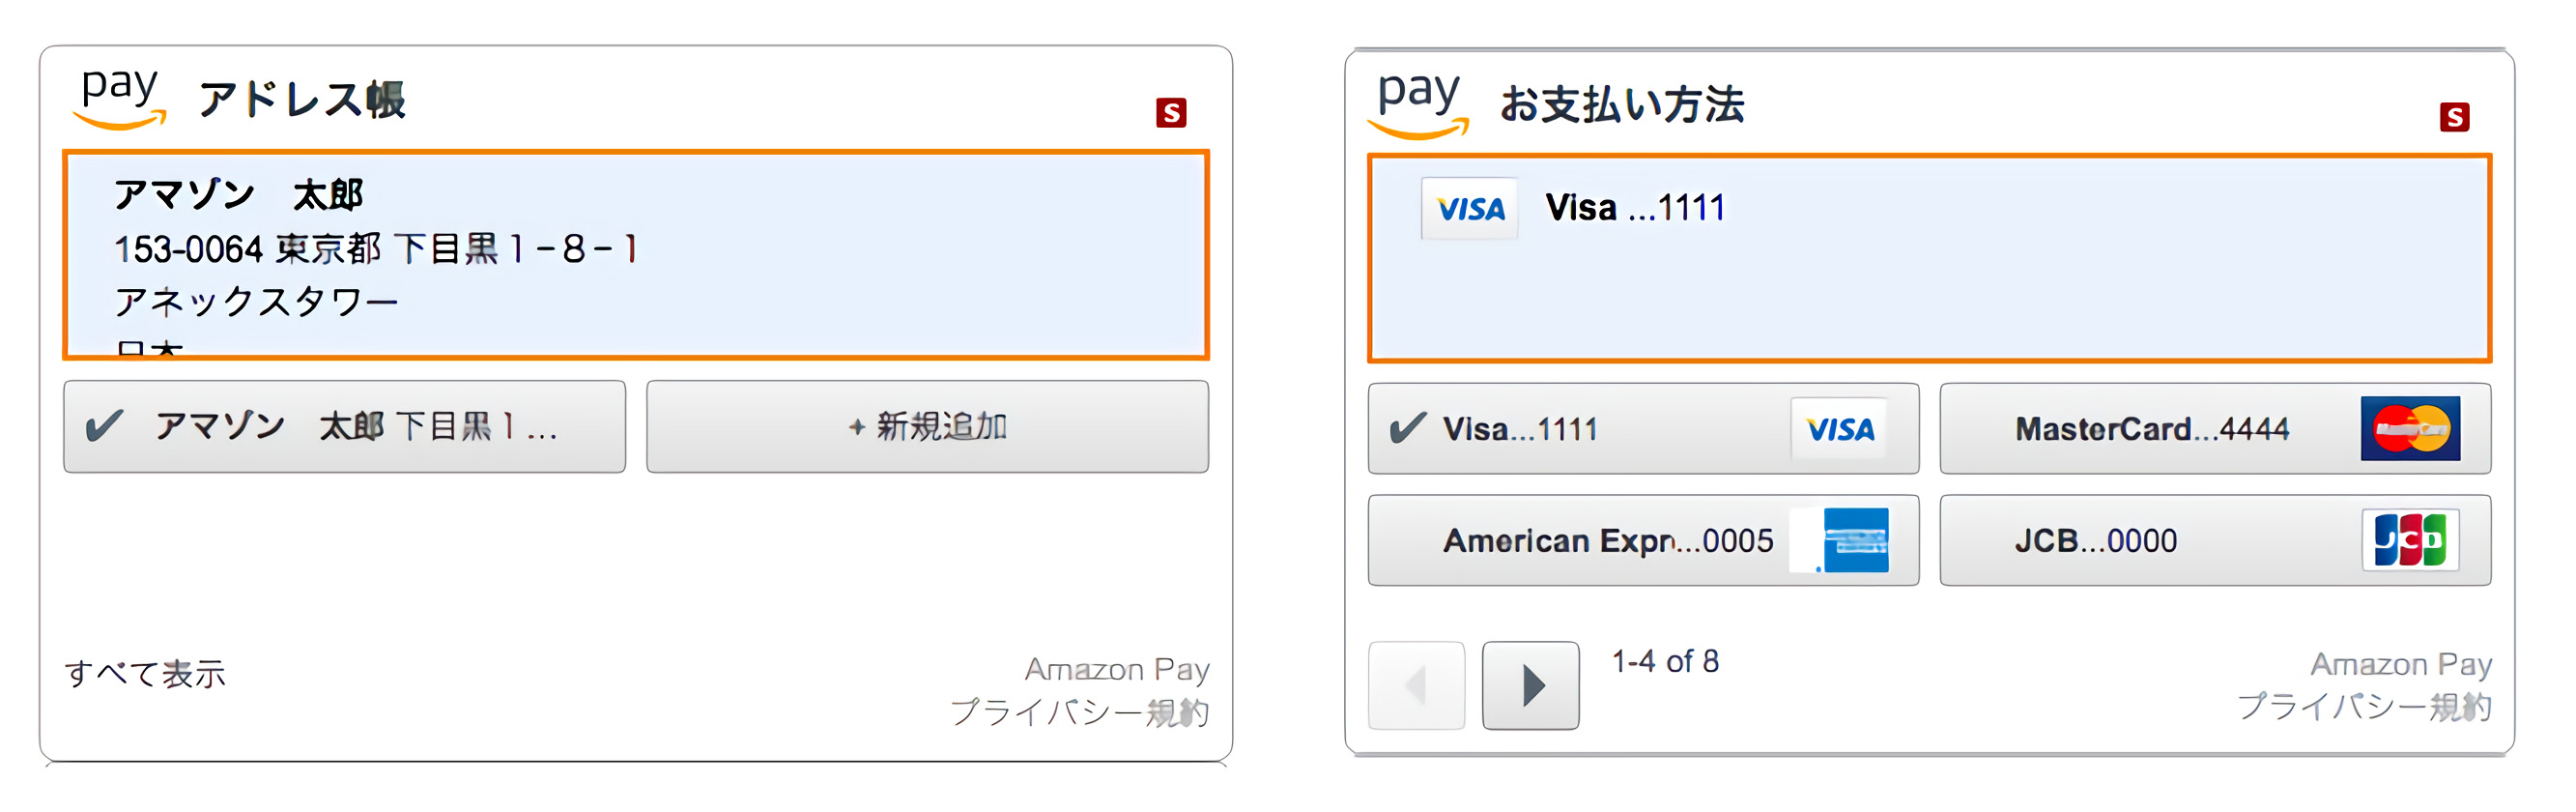 pay アドレス帳
S
アマゾン　太郎
153-0064 東京都 下目黒１−８−１
アネックスタワー
日本
✔ アマゾン　太郎 下目黒１...
+ 新規追加
すべて表示
Amazon Pay
プライバシー規約
pay お支払い方法
S
VISA Visa ...1111
✔ Visa...1111 VISA
MasterCard...4444
American Expr...0005
JCB...0000 JCB
1-4 of 8
Amazon Pay
プライバシー規約